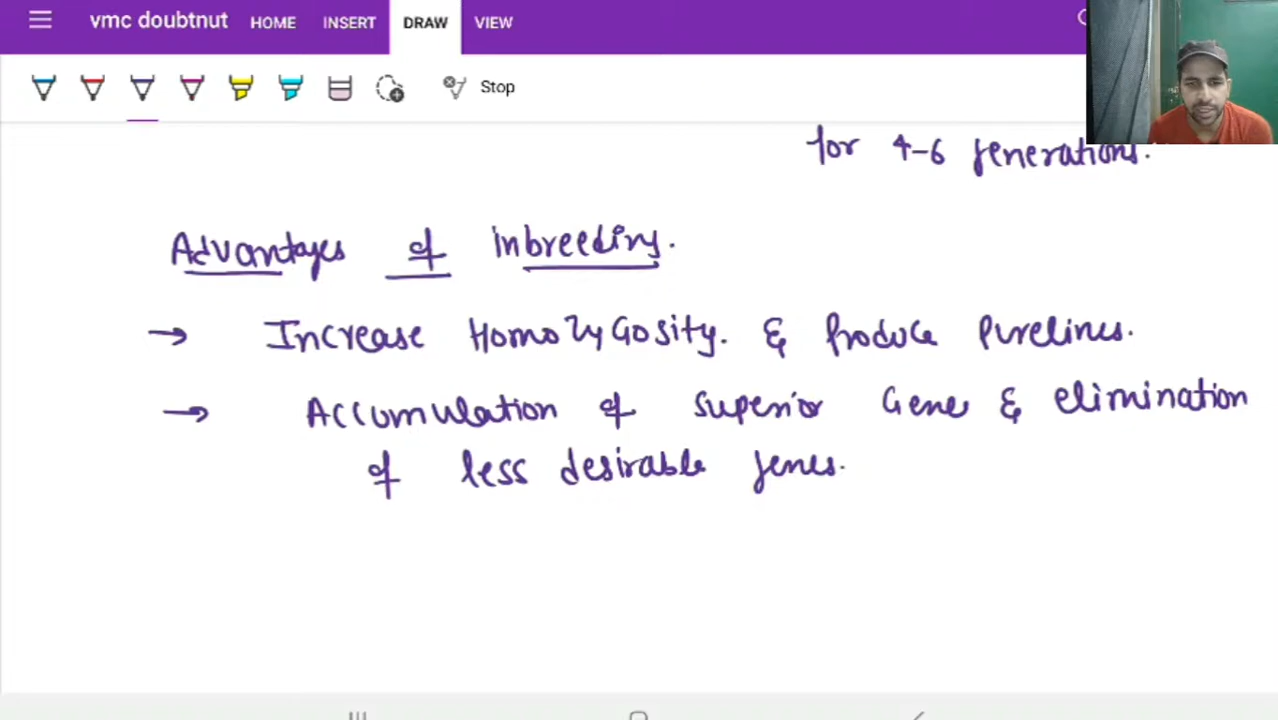 vmc doubtnut HOME INSERT DRAW VIEW
Stop
for 4-6 generations.
Advantages of inbreeding.
→ Increase HomoZyGosity. & Produce Purelines.
→ Accumulation of superior Genes & elimination
of less desirable genes.